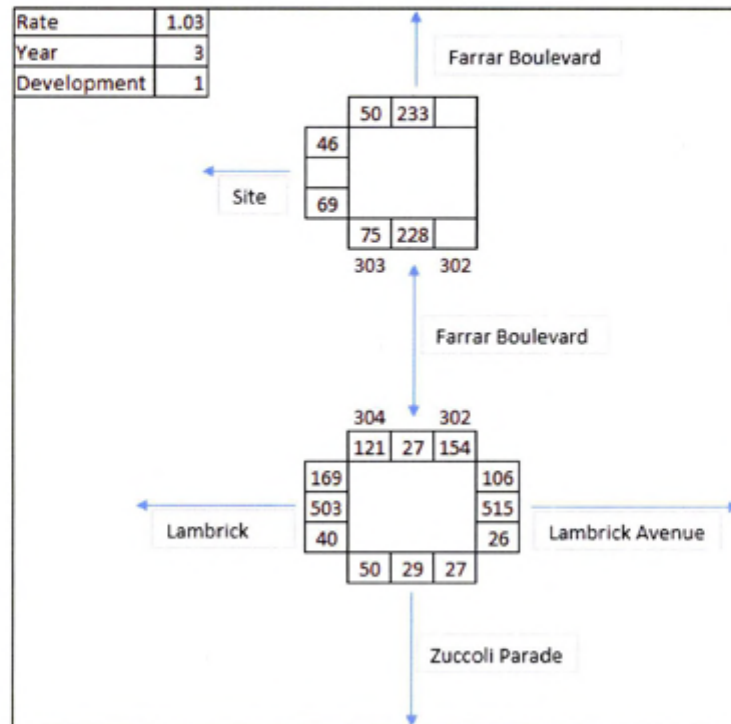 Rate 1.03
Year 3
Development 1
Farrar Boulevard
50 233
46
Site
69
75 228
303 302
Farrar Boulevard
304 302
121 27 154
169 106
503 515
Lambrick Lambrick Avenue
40 26
50 29 27
Zuccoli Parade